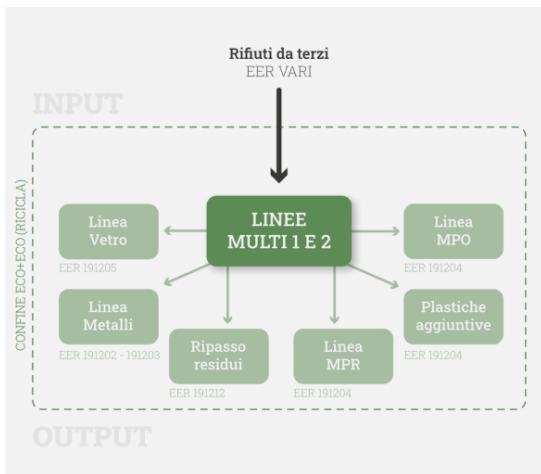 Rifiuti da terzi
EER VARI
INPUT
CONFINE ECO+ECO (RICICLA)
LINEE
MULTI 1 E 2
Linea
Vetro
EER 191205
Linea
MPO
EER 191204
Linea
Metalli
EER 191202 - 191203
Plastiche
aggiuntive
EER 191204
Ripasso
residui
EER 191212
Linea
MPR
EER 191204
OUTPUT